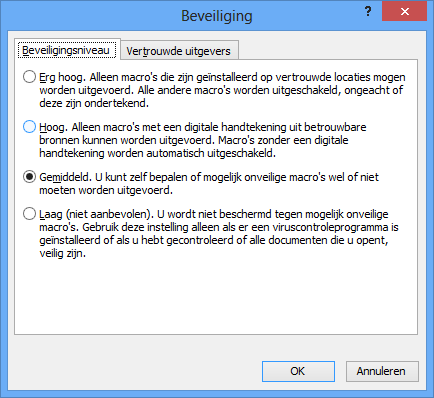 Beveiliging
?
Beveiligingsniveau
Vertrouwde uitgevers
Erg hoog. Alleen macro's die zijn geïnstalleerd op vertrouwde locaties mogen
worden uitgevoerd. Alle andere macro's worden uitgeschakeld, ongeacht of
deze zijn ondertekend.
Hoog. Alleen macro's met een digitale handtekening uit betrouwbare
bronnen kunnen worden uitgevoerd. Macro's zonder een digitale
handtekening worden automatisch uitgeschakeld.
Gemiddeld. U kunt zelf bepalen of mogelijk onveilige macro's wel of niet
moeten worden uitgevoerd.
Laag (niet aanbevolen). U wordt niet beschermd tegen mogelijk onveilige
macro's. Gebruik deze instelling alleen als er een viruscontroleprogramma is
geïnstalleerd of als u hebt gecontroleerd of alle documenten die u opent,
veilig zijn.
OK
Annuleren